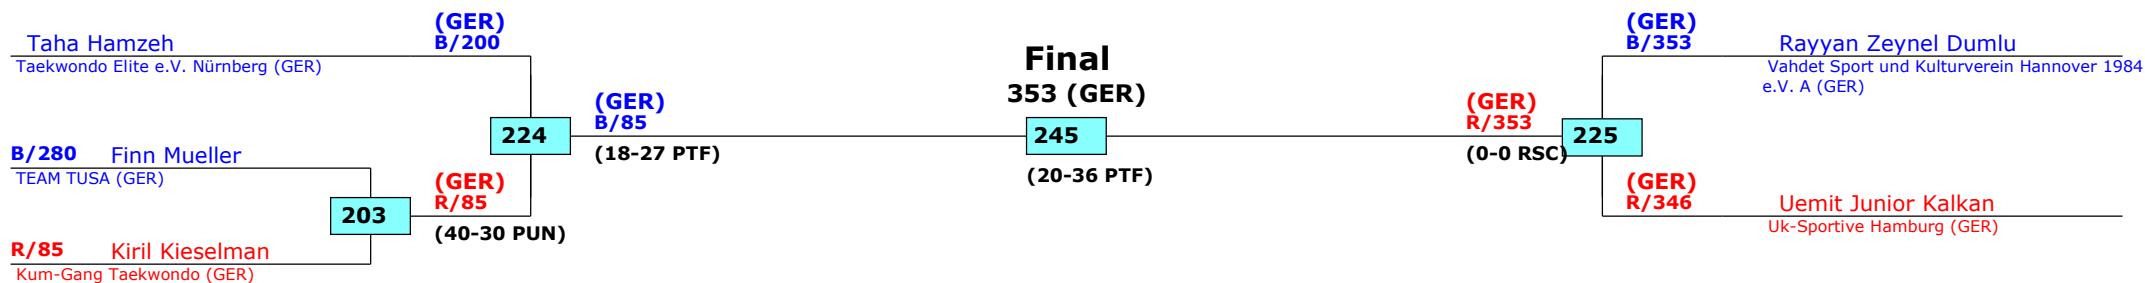 (GER)
B/200
Taha Hamzeh
Taekwondo Elite e.V. Nürnberg (GER)
B/280 Finn Mueller
TEAM TUSA (GER)
203
R/85 Kiril Kieselman
Kum-Gang Taekwondo (GER)
(GER)
R/85
(40-30 PUN)
224
(GER)
B/85
(18-27 PTF)
Final
353 (GER)
245
(20-36 PTF)
(GER)
R/353
(0-0 RSC)
225
(GER)
B/353
Rayyan Zeynel Dumlu
Vahdet Sport und Kulturverein Hannover 1984
e.V. A (GER)
(GER)
R/346
Uemit Junior Kalkan
Uk-Sportive Hamburg (GER)